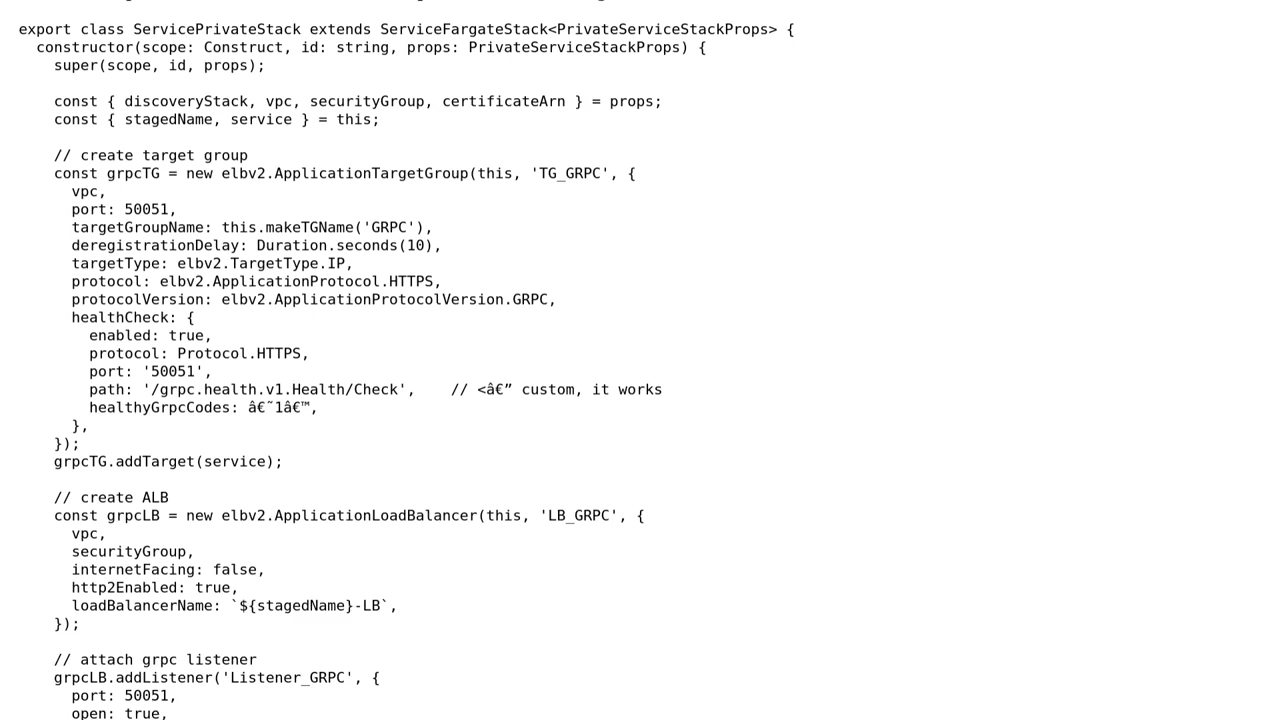 export class ServicePrivateStack extends ServiceFargateStack<PrivateServiceStackProps> {
  constructor(scope: Construct, id: string, props: PrivateServiceStackProps) {
    super(scope, id, props);

    const { discoveryStack, vpc, securityGroup, certificateArn } = props;
    const { stagedName, service } = this;

    // create target group
    const grpcTG = new elbv2.ApplicationTargetGroup(this, 'TG_GRPC', {
      vpc,
      port: 50051,
      targetGroupName: this.makeTGName('GRPC'),
      deregistrationDelay: Duration.seconds(10),
      targetType: elbv2.TargetType.IP,
      protocol: elbv2.ApplicationProtocol.HTTPS,
      protocolVersion: elbv2.ApplicationProtocolVersion.GRPC,
      healthCheck: {
        enabled: true,
        protocol: Protocol.HTTPS,
        port: '50051',
        path: '/grpc.health.v1.Health/Check',    // <â€” custom, it works
        healthyGrpcCodes: â€˜1â€™,
      },
    });
    grpcTG.addTarget(service);

    // create ALB
    const grpcLB = new elbv2.ApplicationLoadBalancer(this, 'LB_GRPC', {
      vpc,
      securityGroup,
      internetFacing: false,
      http2Enabled: true,
      loadBalancerName: `${stagedName}-LB`,
    });

    // attach grpc listener
    grpcLB.addListener('Listener_GRPC', {
      port: 50051,
      open: true,